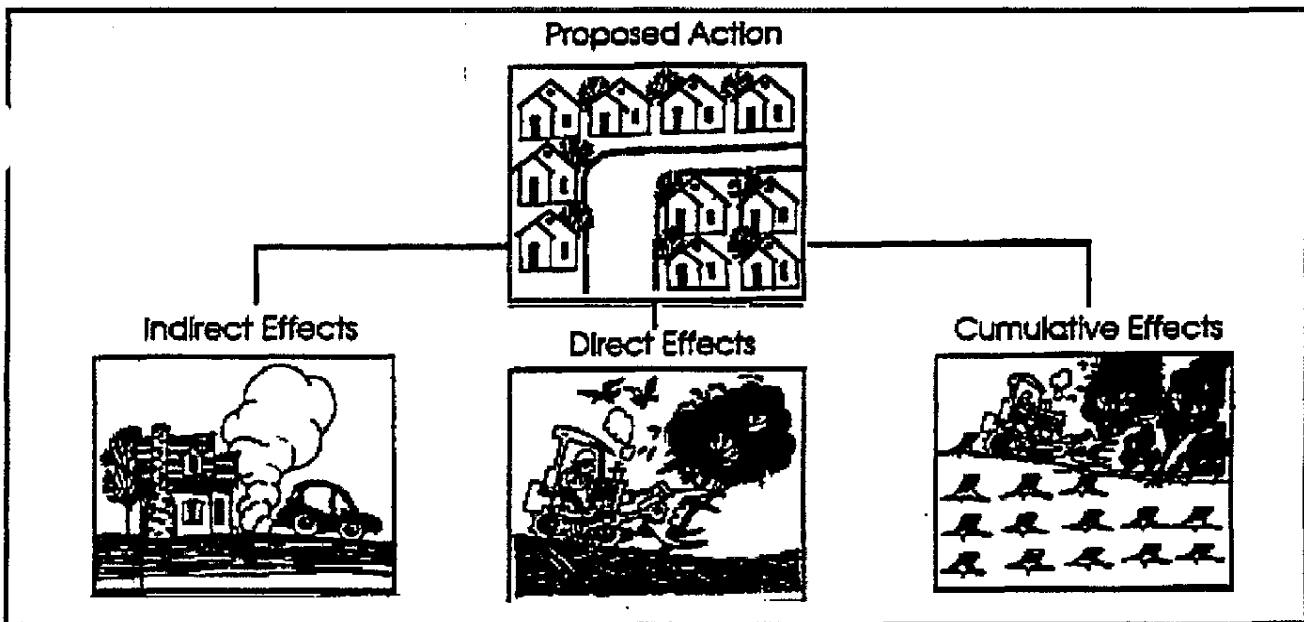 Proposed Action
Indirect Effects
Direct Effects
Cumulative Effects